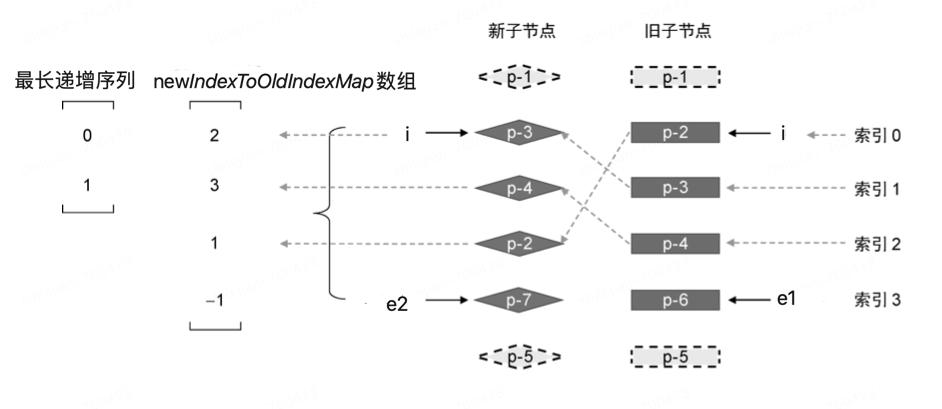 新子节点 旧子节点
最长递增序列 newIndexToOldIndexMap 数组 p-1 p-1
0 2 i p-3 p-2 i 索引 0
1 3 p-4 p-3 索引 1
1 p-2 p-4 索引 2
–1 e2 p-7 p-6 e1 索引 3
p-5 p-5